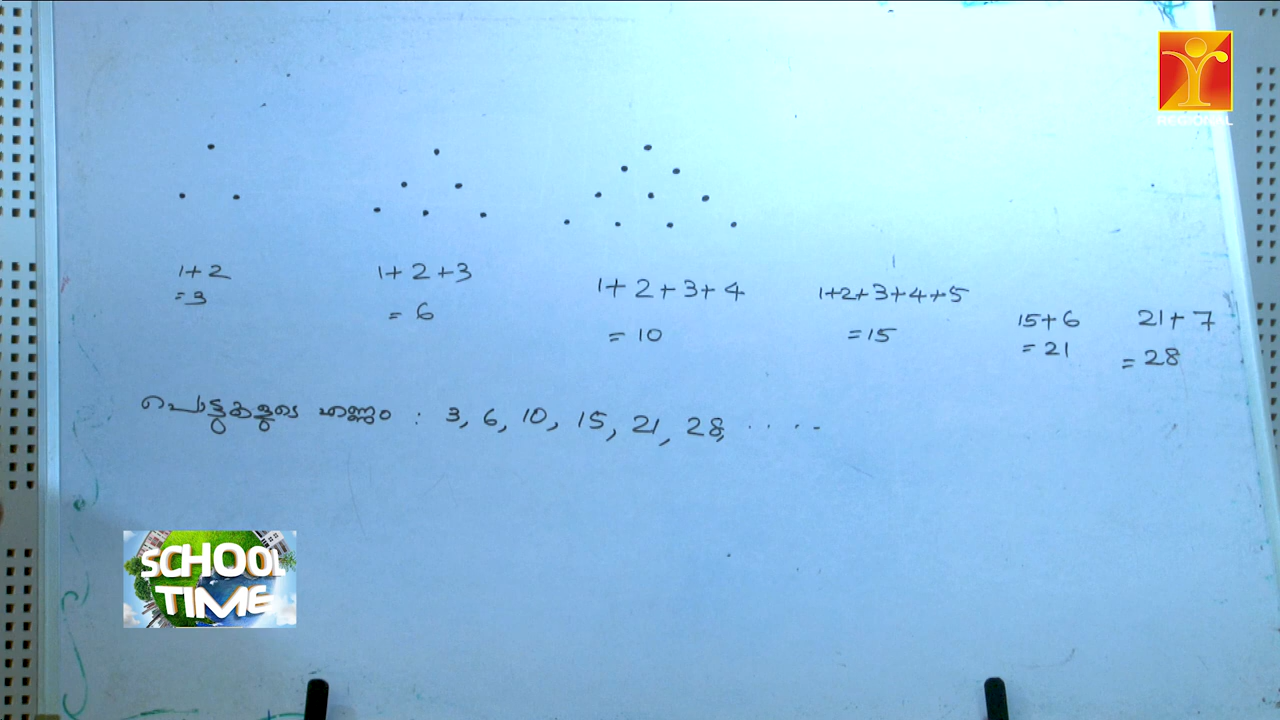 REGIONAL
1+2
=3
1+ 2 +3
= 6
1+ 2 + 3+ 4
= 10
1+2+3+4+5
=15
15+ 6
= 21
21+ 7
= 28
പൊട്ടുകളുടെ എണ്ണം : 3, 6, 10, 15, 21, 28, . . . .
SCHOOL
TIME